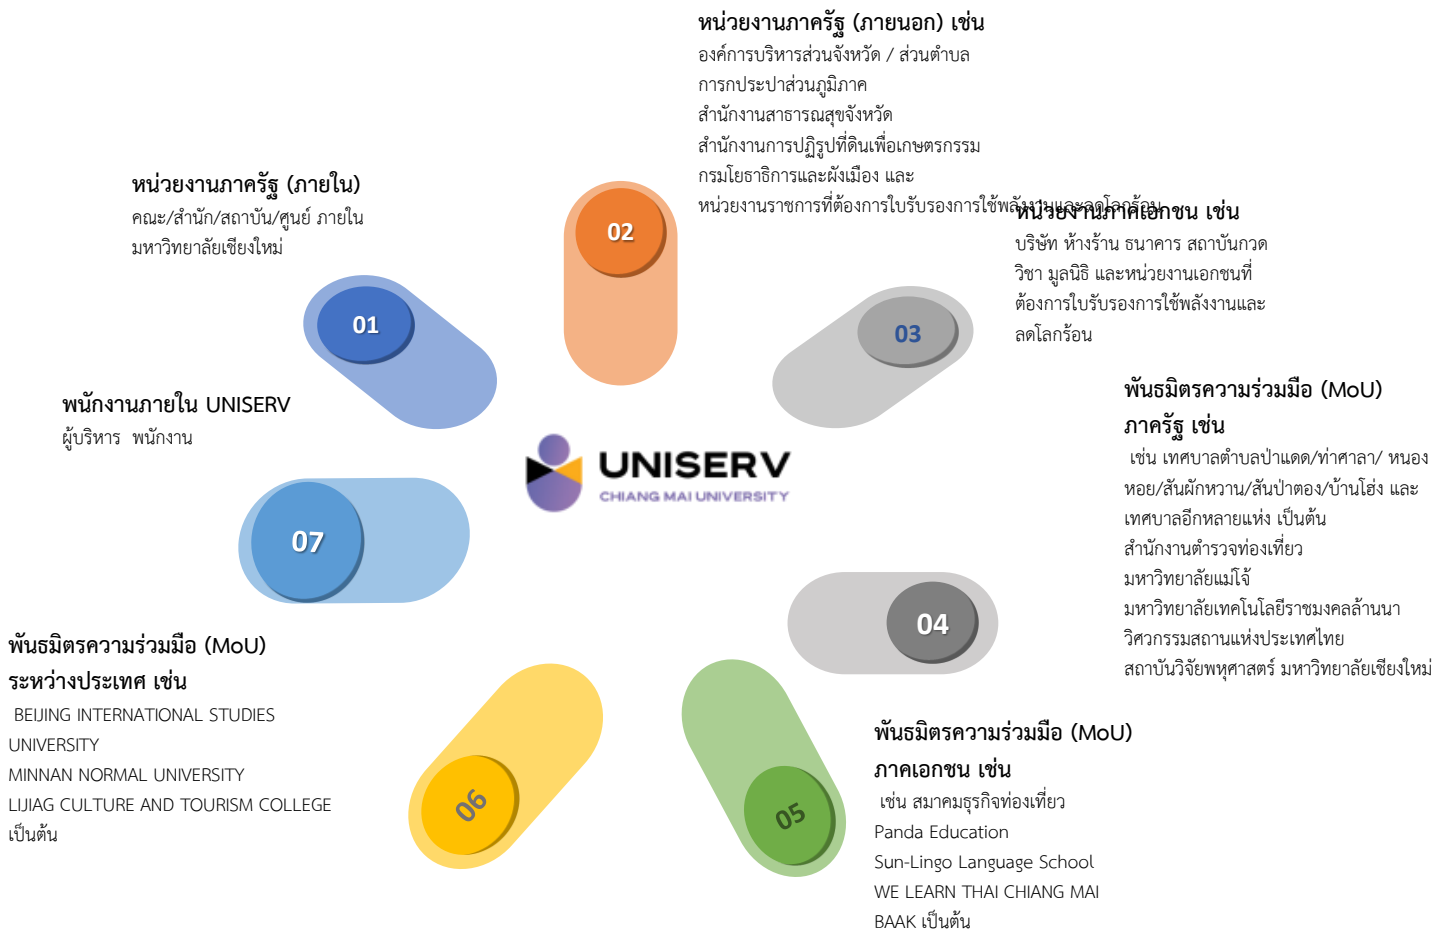 หน่วยงานภาครัฐ (ภายใน)
คณะ/สำนัก/สถาบัน/ศูนย์ ภายใน
มหาวิทยาลัยเชียงใหม่
01
หน่วยงานภาครัฐ (ภายนอก) เช่น
องค์การบริหารส่วนจังหวัด / ส่วนตำบล
การกประปาส่วนภูมิภาค
สำนักงานสาธารณสุขจังหวัด
สำนักงานการปฏิรูปที่ดินเพื่อเกษตรกรรม
กรมโยธาธิการและผังเมือง และ
หน่วยงานราชการที่ต้องการใบรับรองการใช้พลังงานและลดโลกร้อน
02
หน่วยงานภาคเอกชน เช่น
บริษัท ห้างร้าน ธนาคาร สถาบันกวด
วิชา มูลนิธิ และหน่วยงานเอกชนที่
ต้องการใบรับรองการใช้พลังงานและ
ลดโลกร้อน
03
พันธมิตรความร่วมมือ (MoU)
ภาครัฐ เช่น
เช่น เทศบาลตำบลป่าแดด/ท่าศาลา/ หนอง
หอย/สันผักหวาน/สันป่าตอง/บ้านโฮ่ง และ
เทศบาลอีกหลายแห่ง เป็นต้น
สำนักงานตำรวจท่องเที่ยว
มหาวิทยาลัยแม่โจ้
มหาวิทยาลัยเทคโนโลยีราชมงคลล้านนา
วิศวกรรมสถานแห่งประเทศไทย
สถาบันวิจัยพหุศาสตร์ มหาวิทยาลัยเชียงใหม่
04
พันธมิตรความร่วมมือ (MoU)
ภาคเอกชน เช่น
เช่น สมาคมธุรกิจท่องเที่ยว
Panda Education
Sun-Lingo Language School
WE LEARN THAI CHIANG MAI
BAAK เป็นต้น
05
พันธมิตรความร่วมมือ (MoU)
ระหว่างประเทศ เช่น
BEIJING INTERNATIONAL STUDIES
UNIVERSITY
MINNAN NORMAL UNIVERSITY
LIJIAG CULTURE AND TOURISM COLLEGE
เป็นต้น
06
พนักงานภายใน UNISERV
ผู้บริหาร พนักงาน
07
UNISERV
CHIANG MAI UNIVERSITY